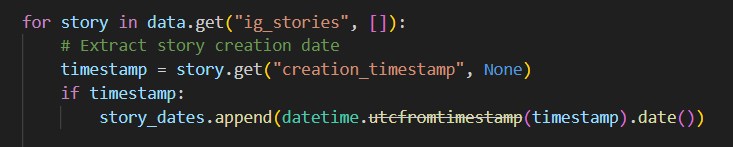 for story in data.get("ig_stories", []):
# Extract story creation date
timestamp = story.get("creation_timestamp", None)
if timestamp:
story_dates.append(datetime.utcfromtimestamp(timestamp).date())